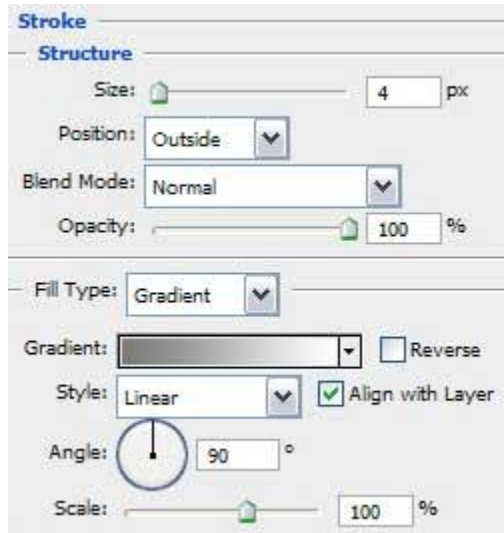 Stroke
Structure
Size: 4 px
Position: Outside
Blend Mode: Normal
Opacity: 100 %
Fill Type: Gradient
Gradient: Reverse
Style: Linear Align with Layer
Angle: 90 °
Scale: 100 %